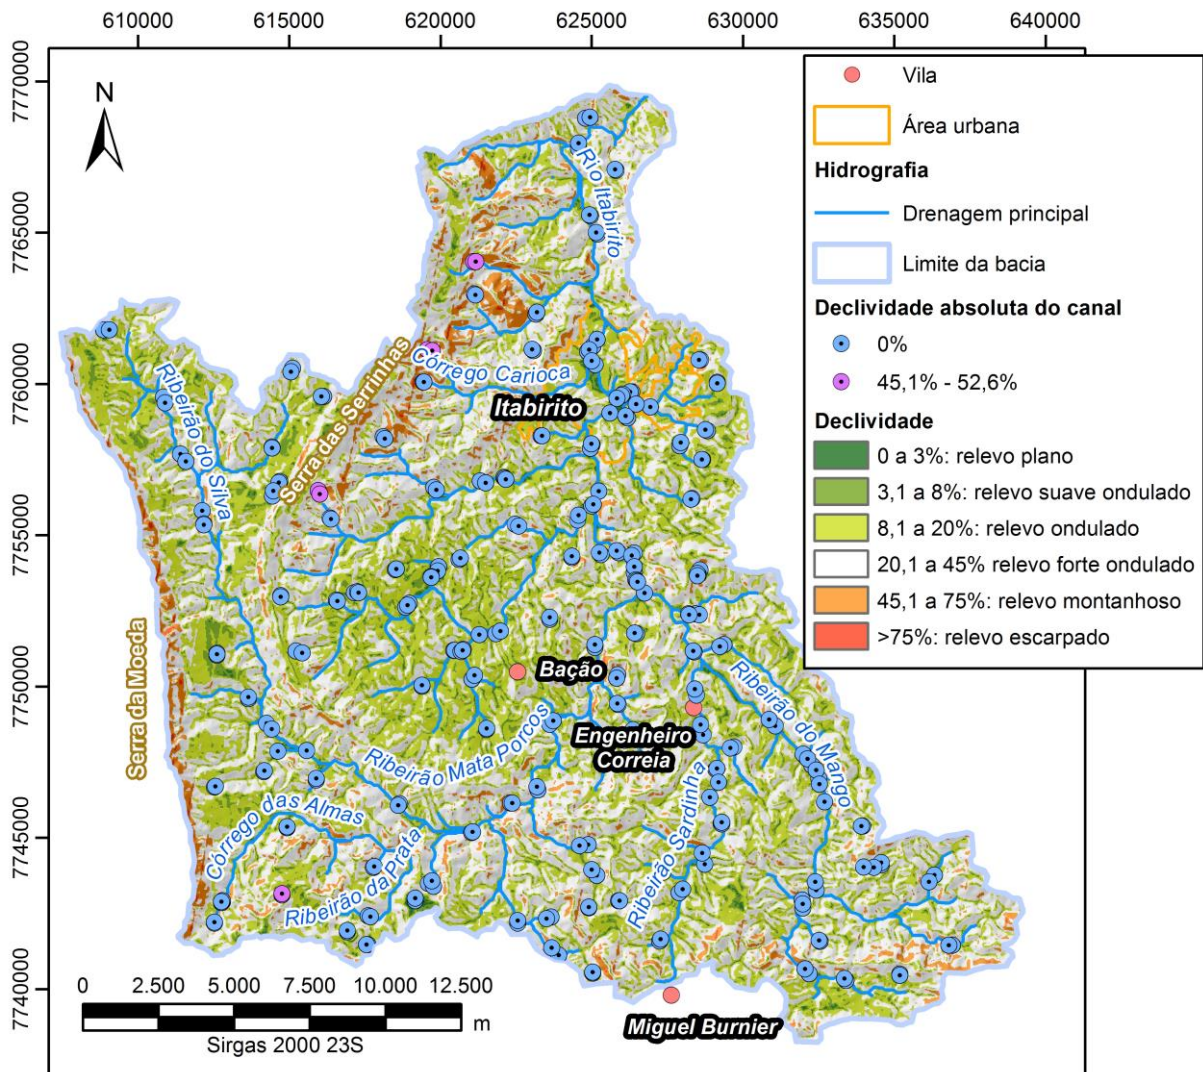 610000
615000
620000
625000
630000
635000
640000
7770000
7765000
7760000
7755000
7750000
7745000
7740000
N
Vila
Área urbana
Hidrografia
Drenagem principal
Limite da bacia
Declividade absoluta do canal
0%
45,1% - 52,6%
Declividade
0 a 3%: relevo plano
3,1 a 8%: relevo suave ondulado
8,1 a 20%: relevo ondulado
20,1 a 45% relevo forte ondulado
45,1 a 75%: relevo montanhoso
>75%: relevo escarpado
Rio Itabirito
Córrego Carioca
Itabirito
Serra das Serrinhas
Ribeirão do Silva
Serra da Moeda
Bação
Engenheiro
Correia
Ribeirão do Mango
Ribeirão Mata Porcos
Ribeirão Sardinha
Córrego das Almas
Ribeirão da Prata
Miguel Burnier
0 2.500 5.000 7.500 10.000 12.500
m
Sirgas 2000 23S